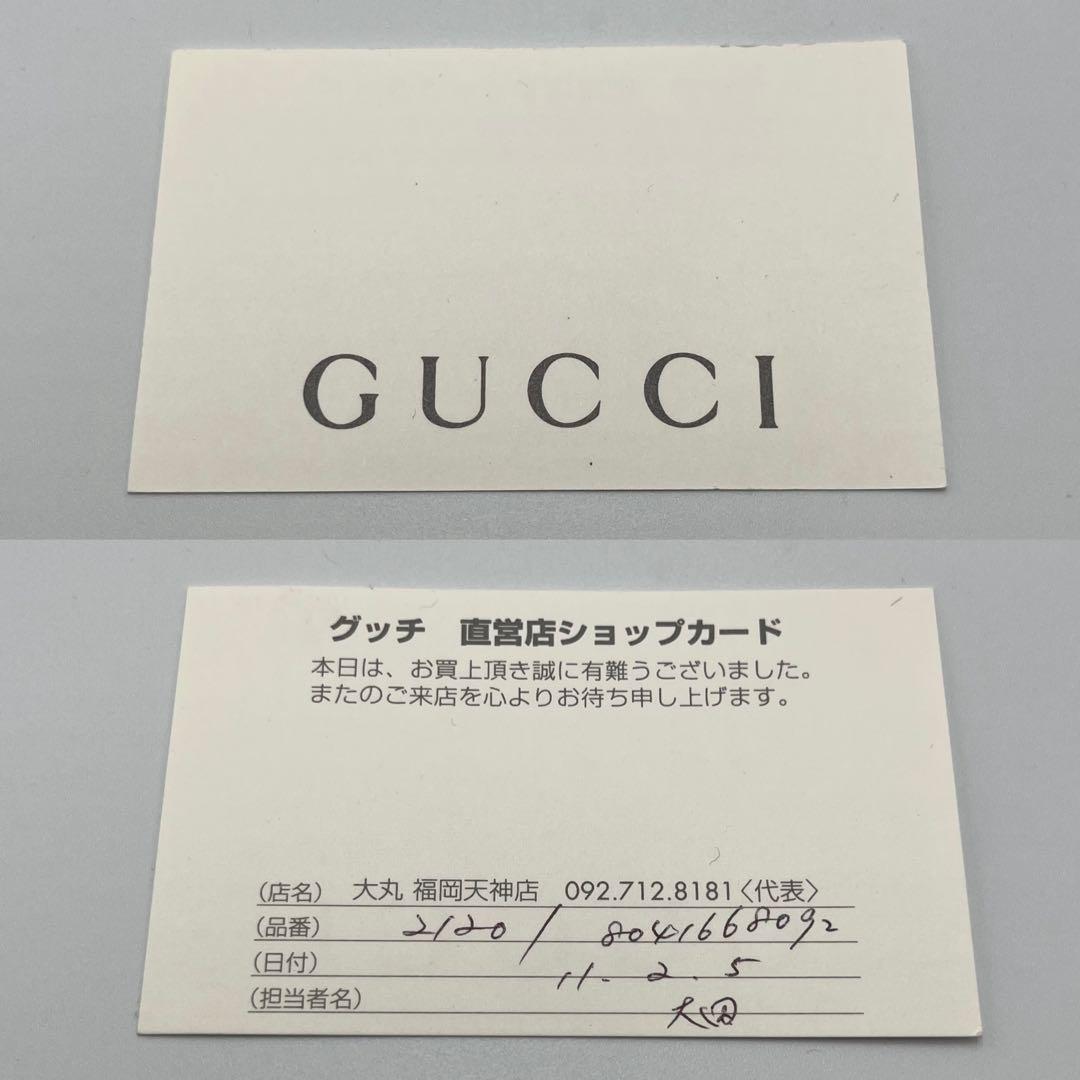 GUCCI
グッチ 直営店ショップカード
本日は、お買上頂き誠に有難うございました。
またのご来店を心よりお待ち申し上げます。
(店名) 大丸 福岡天神店 092.712.8181〈代表〉
(品番) 2120 / 8041668092
(日付) 11. 2. 5
(担当者名)